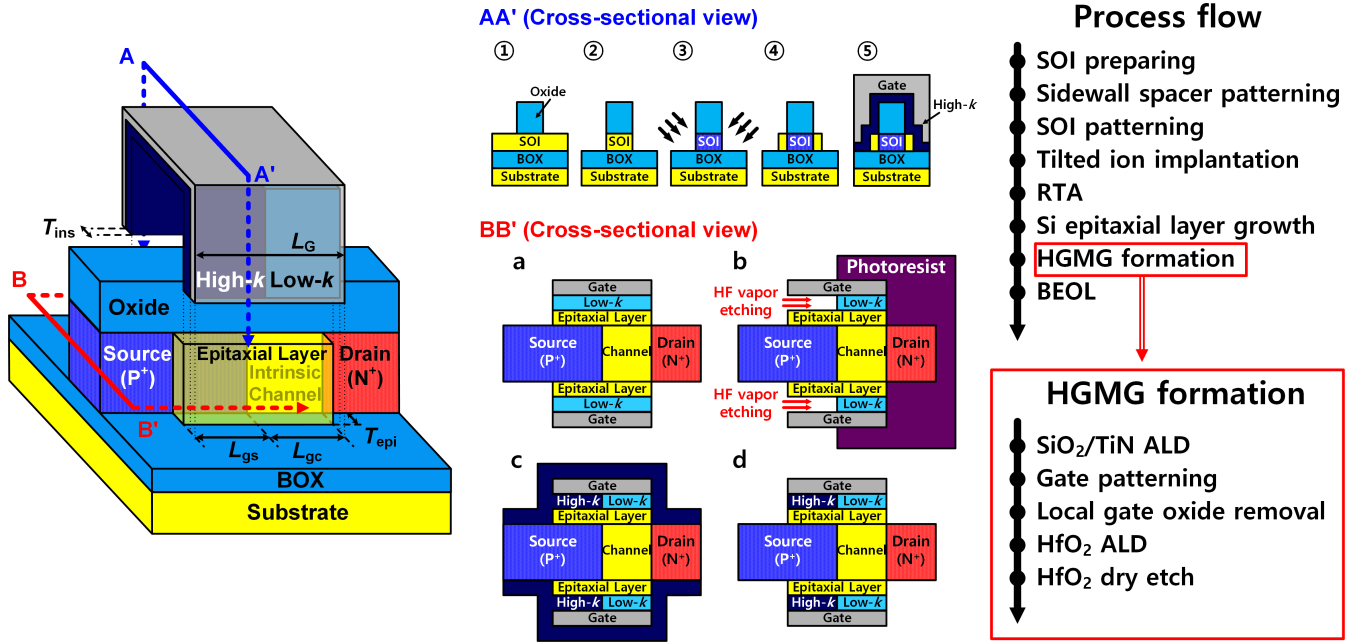 A
A'
T_ins
L_G
High-k Low-k
B
Oxide
Source
(P⁺)
Epitaxial Layer
Intrinsic
Channel
Drain
(N⁺)
B'
T_epi
L_gs
L_gc
BOX
Substrate
AA' (Cross-sectional view)
① ② ③ ④ ⑤
Oxide
SOI
BOX
Substrate
SOI
BOX
Substrate
SOI
BOX
Substrate
SOI
BOX
Substrate
Gate
High-k
SOI
BOX
Substrate
BB' (Cross-sectional view)
a
Gate
Low-k
Epitaxial Layer
Source
(P⁺)
Channel
Drain
(N⁺)
Epitaxial Layer
Low-k
Gate
b
Photoresist
HF vapor
etching
Gate
Low-k
Epitaxial Layer
Source
(P⁺)
Channel
Drain
(N⁺)
Epitaxial Layer
HF vapor
etching
Low-k
Gate
c
Gate
High-k Low-k
Epitaxial Layer
Source
(P⁺)
Channel
Drain
(N⁺)
Epitaxial Layer
High-k Low-k
Gate
d
Gate
High-k Low-k
Epitaxial Layer
Source
(P⁺)
Channel
Drain
(N⁺)
Epitaxial Layer
High-k Low-k
Gate
Process flow
SOI preparing
Sidewall spacer patterning
SOI patterning
Tilted ion implantation
RTA
Si epitaxial layer growth
HGMG formation
BEOL
HGMG formation
SiO₂/TiN ALD
Gate patterning
Local gate oxide removal
HfO₂ ALD
HfO₂ dry etch